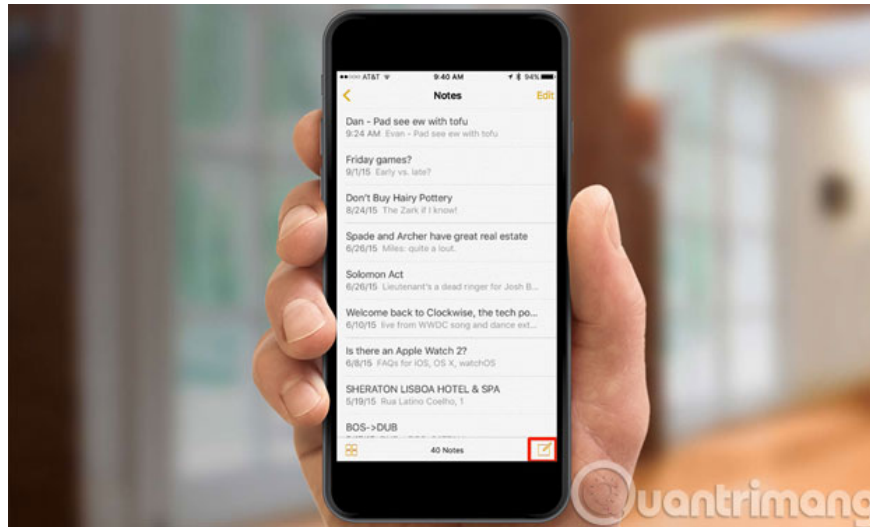 AT&T 9:40 AM 94%
Notes Edit
Dan - Pad see ew with tofu
9:24 AM Evan - Pad see ew with tofu
Friday games?
9/1/15 Early vs. late?
Don't Buy Hairy Pottery
8/24/15 The Zark if I know!
Spade and Archer have great real estate
6/26/15 Miles: quite a lout.
Solomon Act
6/26/15 Lieutenant's a dead ringer for Josh B...
Welcome back to Clockwise, the tech po...
6/10/15 live from WWDC song and dance ext...
Is there an Apple Watch 2?
6/8/15 FAQs for iOS, OS X, watchOS
SHERATON LISBOA HOTEL & SPA
5/19/15 Rua Latino Coelho, 1
BOS->DUB
40 Notes
Quantrimang